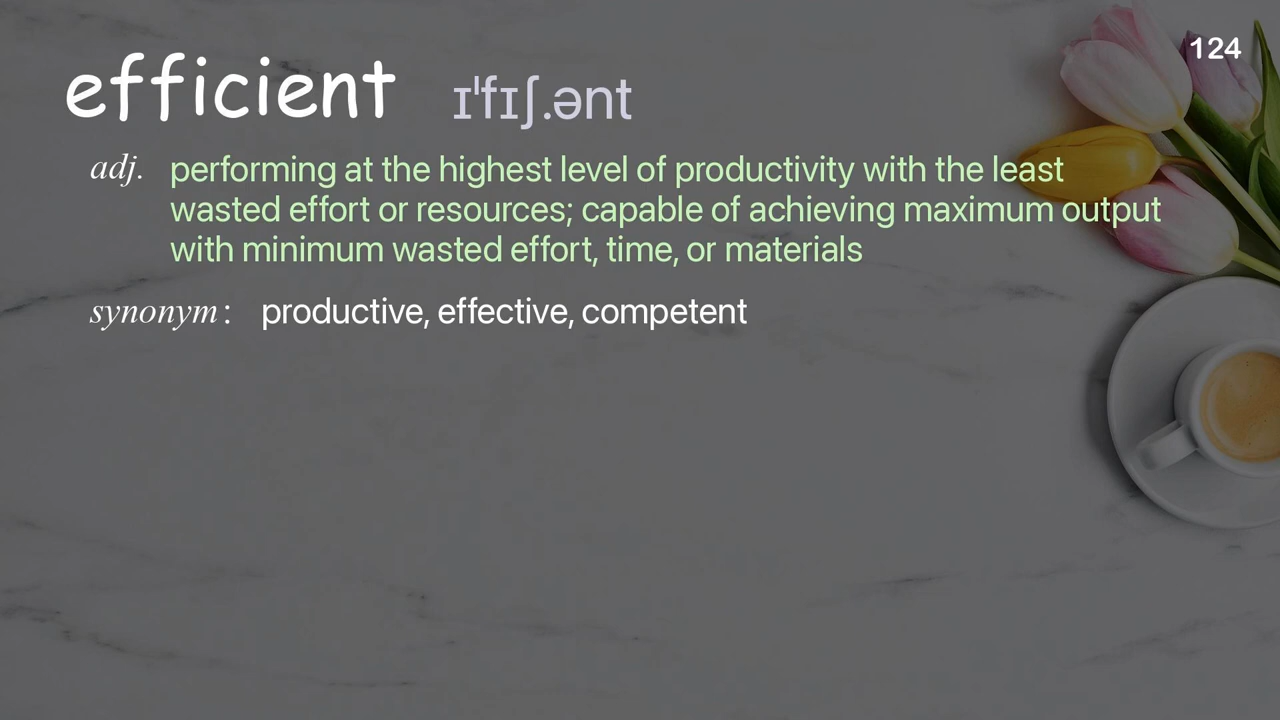 124
efficient ɪˈfɪʃ.ənt
adj. performing at the highest level of productivity with the least
wasted effort or resources; capable of achieving maximum output
with minimum wasted effort, time, or materials
synonym : productive, effective, competent